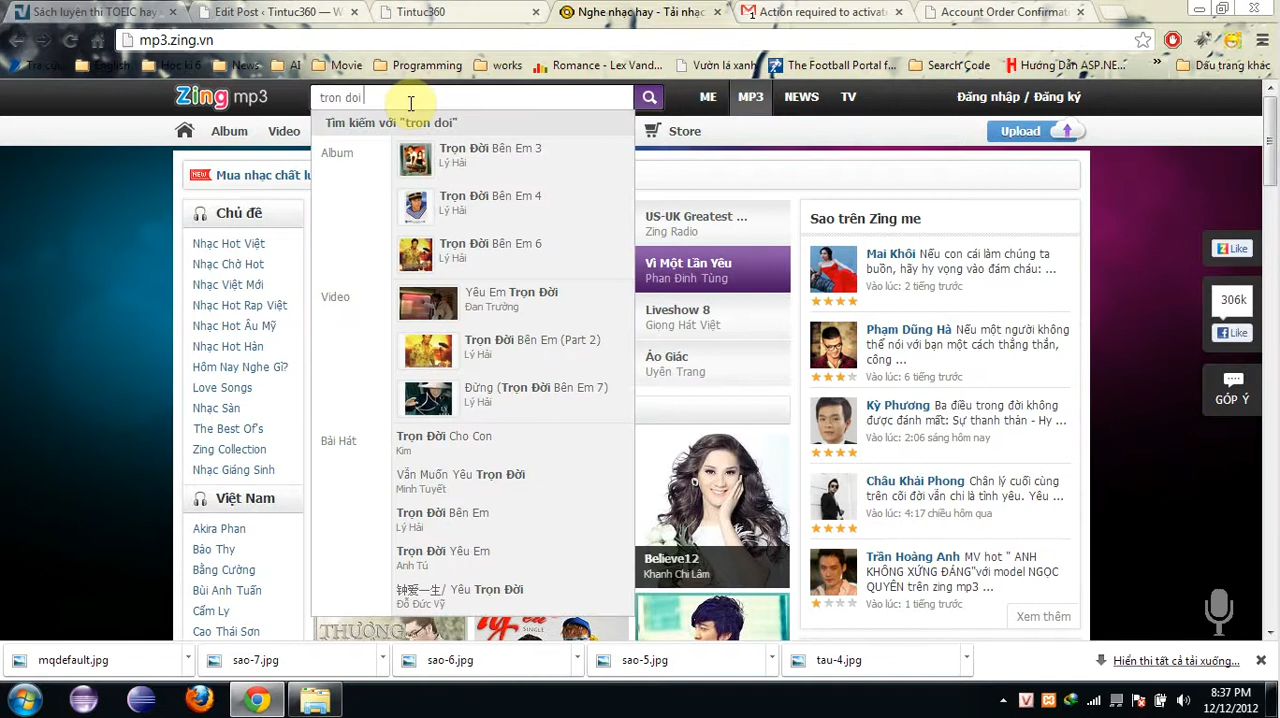 Sách luyện thi TOEIC hay
Edit Post ‹ Tintuc360 — W
Tintuc360
Nghe nhạc hay - Tải nhạc
Action required to activate
Account Order Confirmat
mp3.zing.vn
Tra cứu
English
Học kì 6
News
AI
Movie
Programming
works
Romance - Lex Vand...
Vườn lá xanh
The Football Portal
Search Code
Hướng Dẫn ASP.NE...
»
Dấu trang khác
Zing mp3
tron doi
ME
MP3
NEWS
TV
Đăng nhập / Đăng ký
Album
Video
Tìm kiếm với "tron doi"
Store
Upload
NEW Mua nhạc chất lư
Album
Trọn Đời Bên Em 3
Lý Hải
Trọn Đời Bên Em 4
Lý Hải
Trọn Đời Bên Em 6
Lý Hải
Video
Yêu Em Trọn Đời
Đan Trường
Trọn Đời Bên Em (Part 2)
Lý Hải
Đừng (Trọn Đời Bên Em 7)
Lý Hải
Bài Hát
Trọn Đời Cho Con
Kim
Vẫn Muốn Yêu Trọn Đời
Minh Tuyết
Trọn Đời Bên Em
Lý Hải
Trọn Đời Yêu Em
Anh Tú
钟爱一生/ Yêu Trọn Đời
Đỗ Đức Vỹ
Chủ đề
Nhạc Hot Việt
Nhạc Chờ Hot
Nhạc Việt Mới
Nhạc Hot Rap Việt
Nhạc Hot Âu Mỹ
Nhạc Hot Hàn
Hôm Nay Nghe Gì?
Love Songs
Nhạc Sàn
The Best Of's
Zing Collection
Nhạc Giáng Sinh
Việt Nam
Akira Phan
Bảo Thy
Bằng Cường
Bùi Anh Tuấn
Cẩm Ly
Cao Thái Sơn
US-UK Greatest ...
Zing Radio
Vì Một Lần Yêu
Phan Đinh Tùng
Liveshow 8
Giọng Hát Việt
Ảo Giác
Uyên Trang
Believe12
Khanh Chi Lâm
THƯƠNG
SINGLE
Sao trên Zing me
Mai Khôi Nếu con cái làm chúng ta
buồn, hãy hy vọng vào đám cháu: ...
Vào lúc: 2 tiếng trước
Phạm Dũng Hà Nếu một người không
thể nói với bạn một cách thẳng thắn,
công ...
Vào lúc: 6 tiếng trước
Kỳ Phương Ba điều trong đời không
được đánh mất: Sự thanh thản - Hy ...
Vào lúc: 2:06 sáng hôm nay
Châu Khải Phong Chân lý cuối cùng
trên cõi đời vẫn chỉ là tình yêu. Yêu ...
Vào lúc: 4:17 chiều hôm qua
Trần Hoàng Anh MV hot " ANH
KHÔNG XỨNG ĐÁNG"với model NGỌC
QUYÊN trên zing mp3 ...
Vào lúc: 1 tiếng trước
Xem thêm
Like
306k
Like
GÓP Ý
mqdefault.jpg
sao-7.jpg
sao-6.jpg
sao-5.jpg
tau-4.jpg
Hiển thị tất cả tải xuống...
8:37 PM
12/12/2012